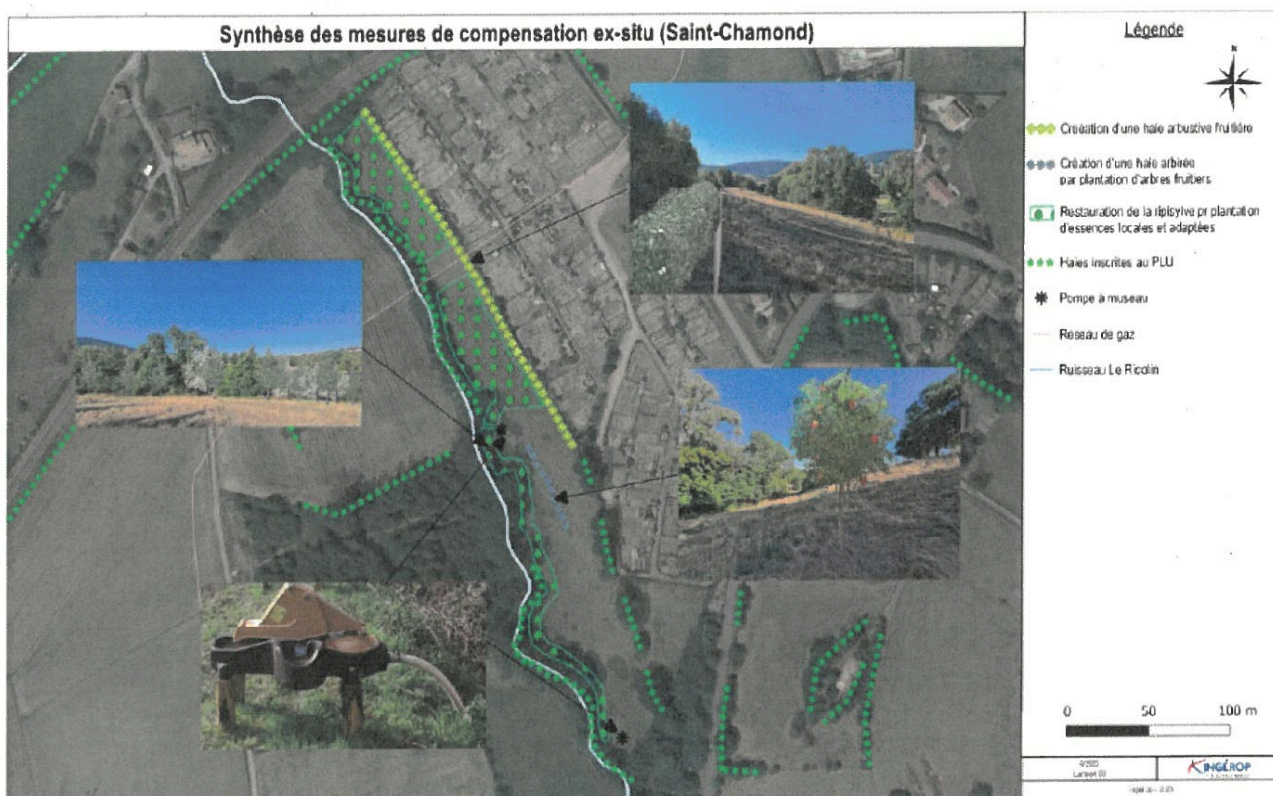 Synthèse des mesures de compensation ex-situ (Saint-Chamond)
Légende
N
Creéation d'une haie arbustive fruitière
Création d'une haie arbirée
par plantation d'arbres fruitiers
Restauration de la ripisylve pr plantation
d'essences locales et adaptées
Haies inscrites au PLU
Pompe à museau
Réseau de gaz
Ruisseau Le Ricolin
0 50 100 m
INGÉROP